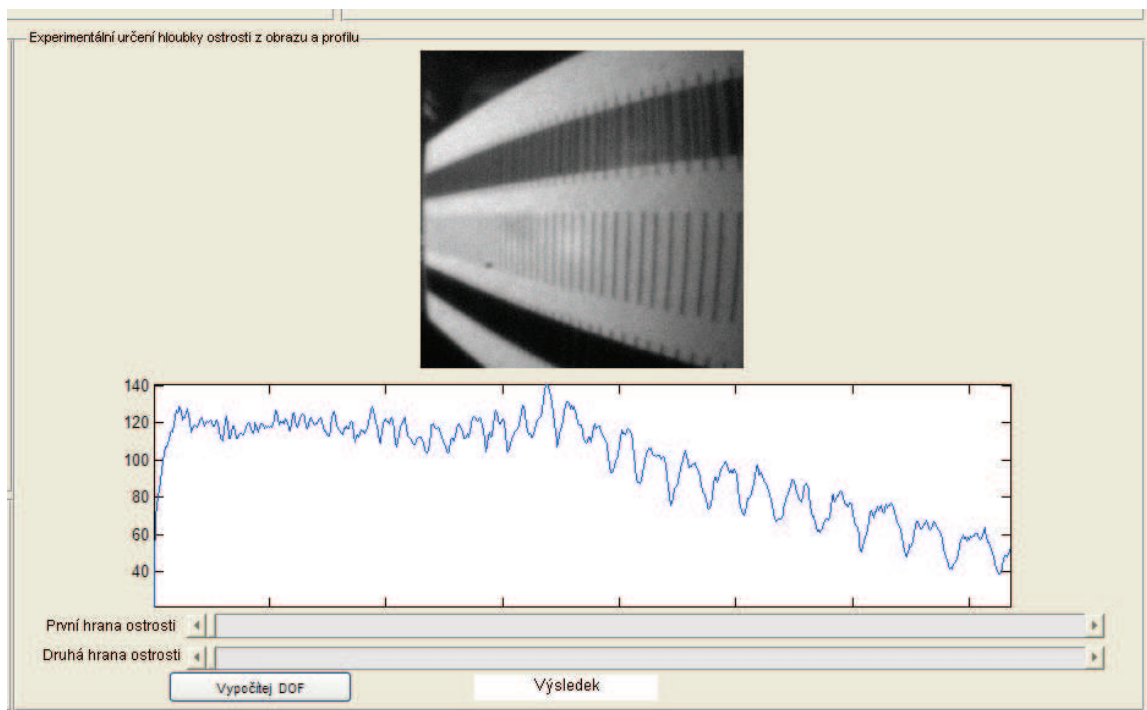 Experimentální určení hloubky ostrosti z obrazu a profilu
140
120
100
80
60
40
První hrana ostrosti
Druhá hrana ostrosti
Vypočítej DOF
Výsledek